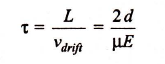 τ = L / v_drift = 2d / μE